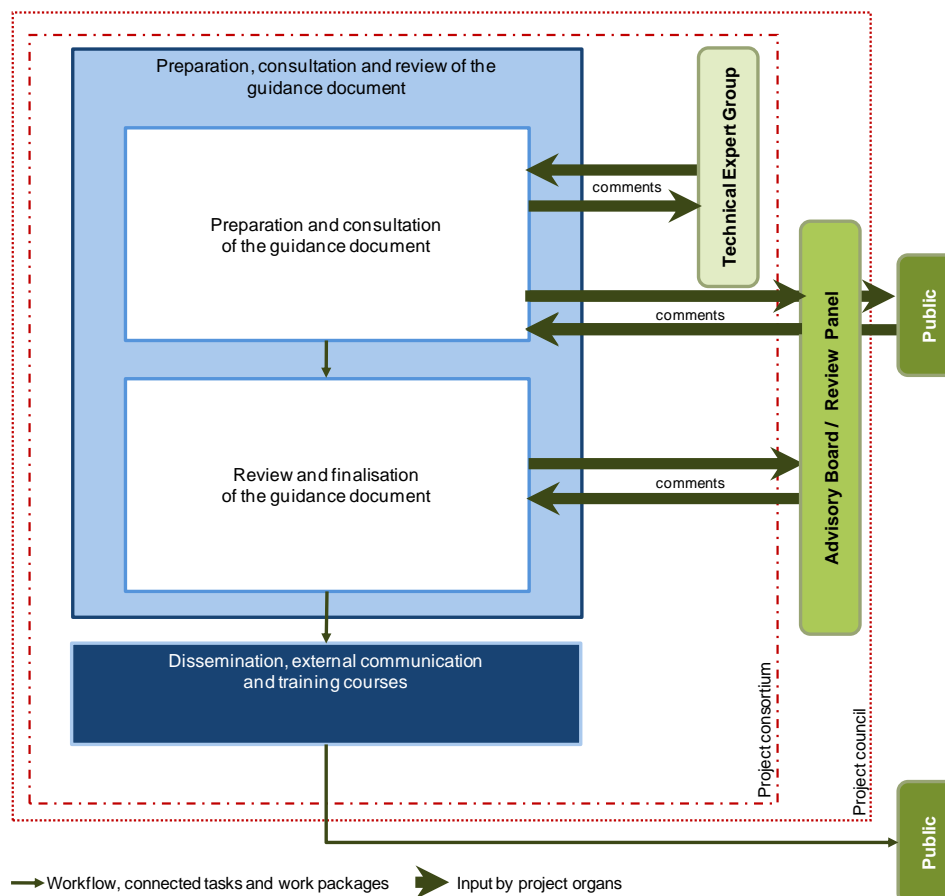 Preparation, consultation and review of the
guidance document
Technical Expert Group
comments
Preparation and consultation
of the guidance document
comments
Advisory Board / Review Panel
Public
Review and finalisation
of the guidance document
comments
Dissemination, external communication
and training courses
Project consortium
Project council
Public
Workflow, connected tasks and work packages
Input by project organs